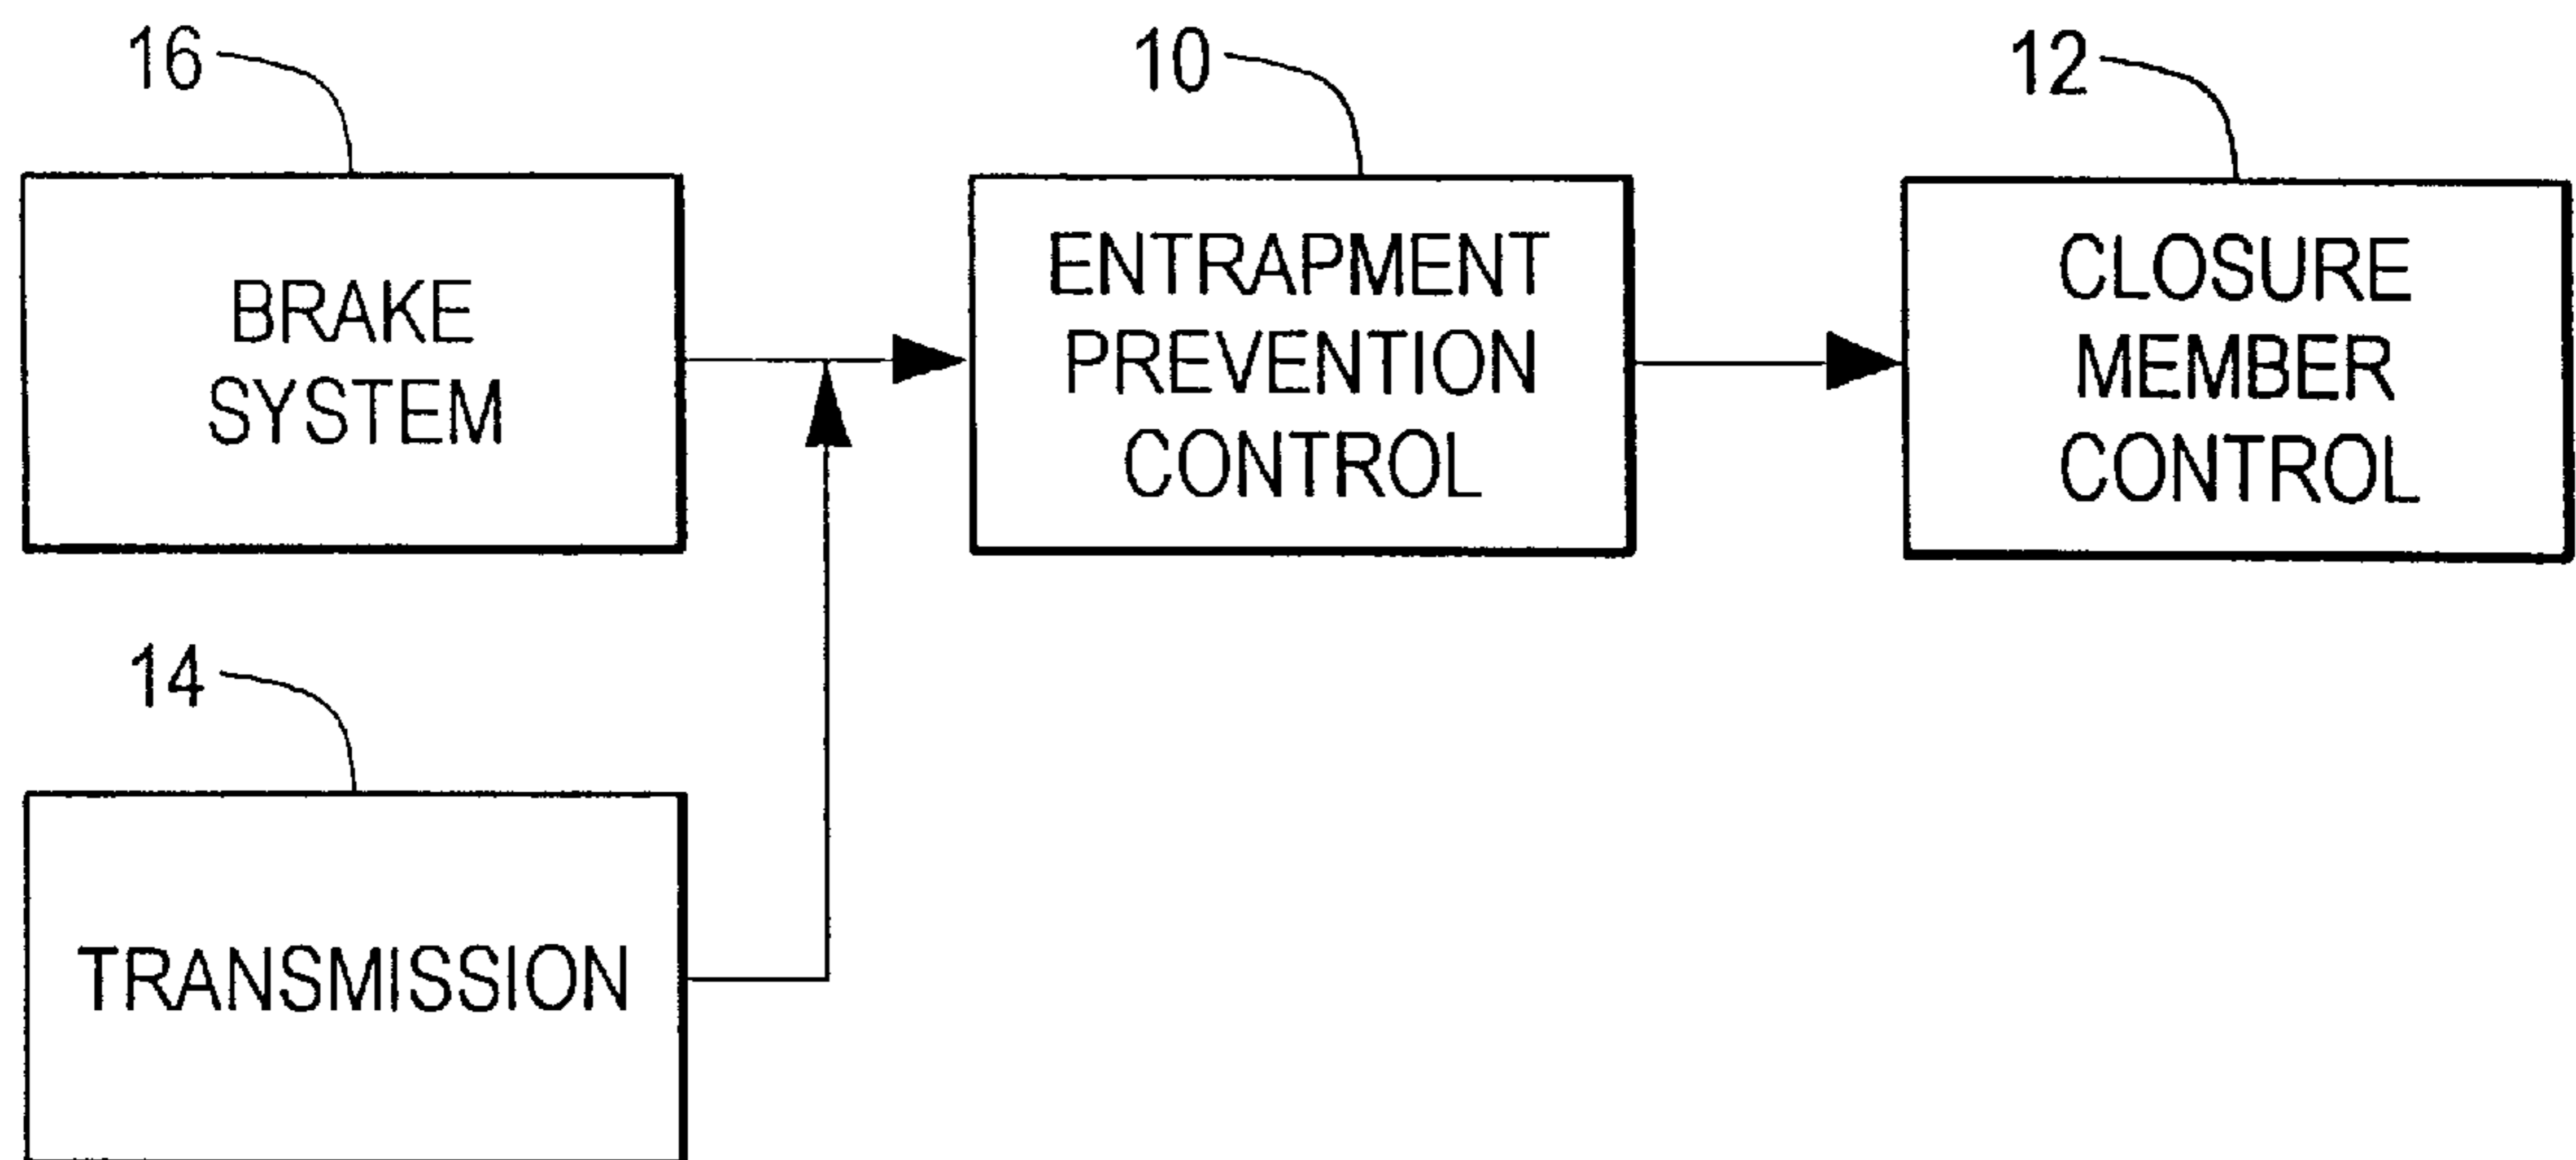 16
10
12
BRAKE
SYSTEM
ENTRAPMENT
PREVENTION
CONTROL
CLOSURE
MEMBER
CONTROL
14
TRANSMISSION